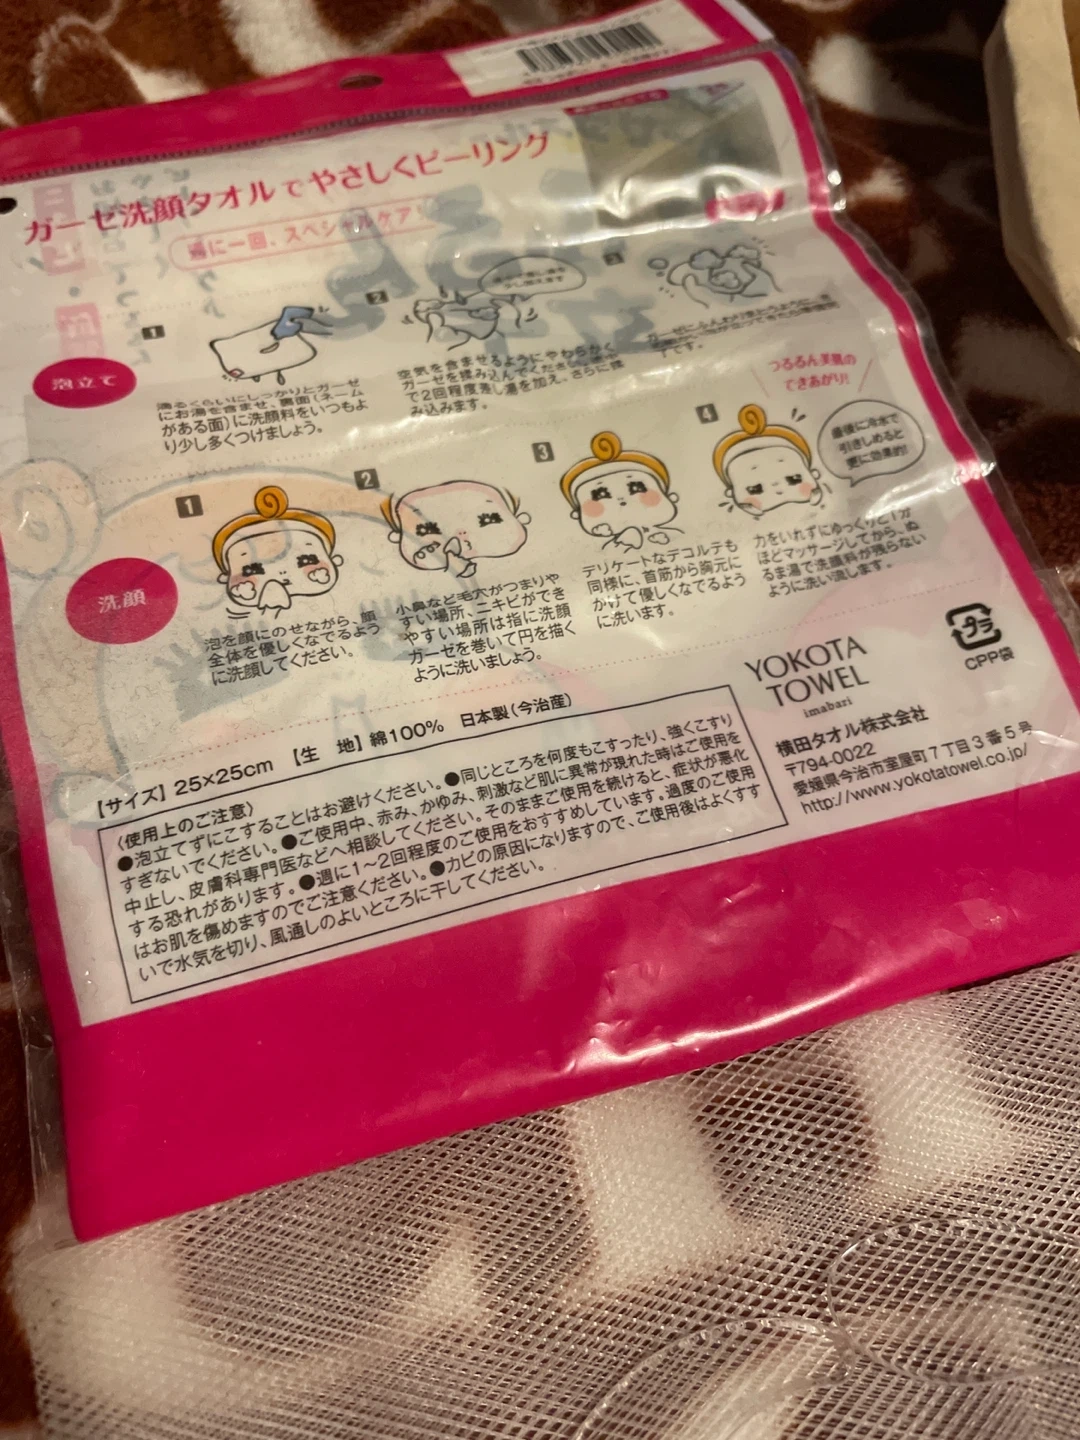 ガーゼ洗顔タオルでやさしくピーリング
週に一回、スペシャルケア
1
2
3
泡立て
滴るくらいにしっかりとガーゼ
にお湯を含ませ、裏面(ネーム
がある面)に洗顔料をいつもよ
り少し多くつけましょう。
空気を含ませるようにやわらかく
ガーゼを揉み込んでください。
で2回程度差し湯を加え、さらに揉
み込みます。
つるるん美肌の
できあがり!
1
2
3
4
最後に冷水で
引きしめると
更に効果的!
洗顔
泡を顔にのせながら、顔
全体を優しくなでるよう
に洗顔してください。
小鼻など毛穴がつまりや
すい場所、ニキビができ
やすい場所は指に洗顔
ガーゼを巻いて円を描く
ように洗いましょう。
デリケートなデコルテも
同様に、首筋から胸元に
かけて優しくなでるよう
に洗います。
力をいれずにゆっくりと1分
ほどマッサージしてから、ぬ
るま湯で洗顔料が残らない
ように洗い流します。
【サイズ】25×25cm 【生 地】綿100% 日本製(今治産)
〈使用上のご注意〉
●泡立てずにこすることはお避けください。●同じところを何度もこすったり、強くこすり
すぎないでください。●ご使用中、赤み、かゆみ、刺激など肌に異常が現れた時はご使用を
中止し、皮膚科専門医などへ相談してください。そのままご使用を続けると、症状が悪化
する恐れがあります。●週に1〜2回程度のご使用をおすすめしています。過度のご使用
はお肌を傷めますのでご注意ください。●カビの原因になりますので、ご使用後はよくすす
いで水気を切り、風通しのよいところに干してください。
YOKOTA
TOWEL
imabari
プラ
CPP袋
横田タオル株式会社
〒794-0022
愛媛県今治市室屋町7丁目3番5号
http://www.yokotatowel.co.jp/